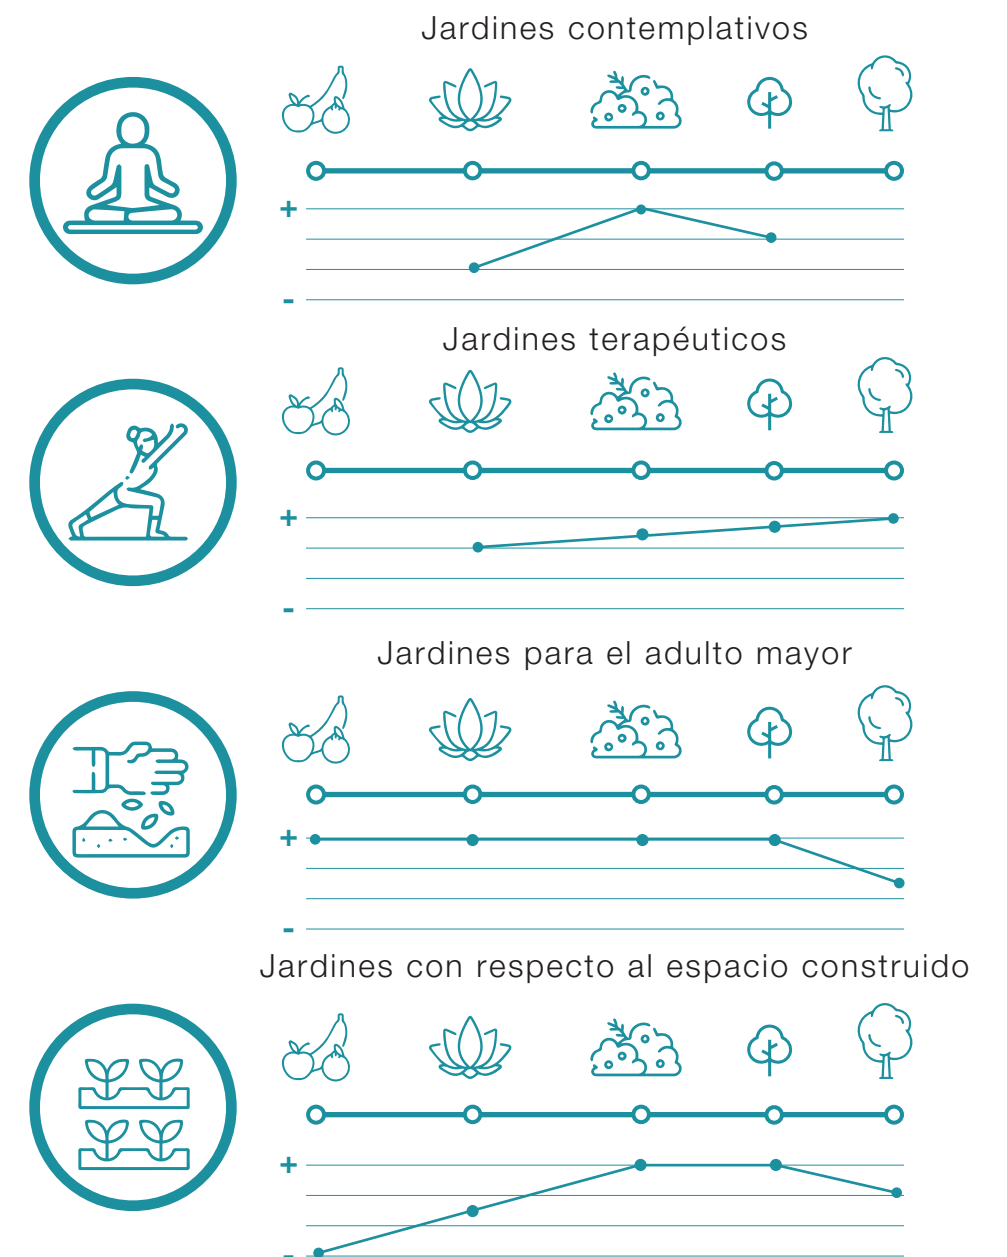 Jardines contemplativos
+
-
Jardines terapéuticos
+
-
Jardines para el adulto mayor
+
-
Jardines con respecto al espacio construido
+
-